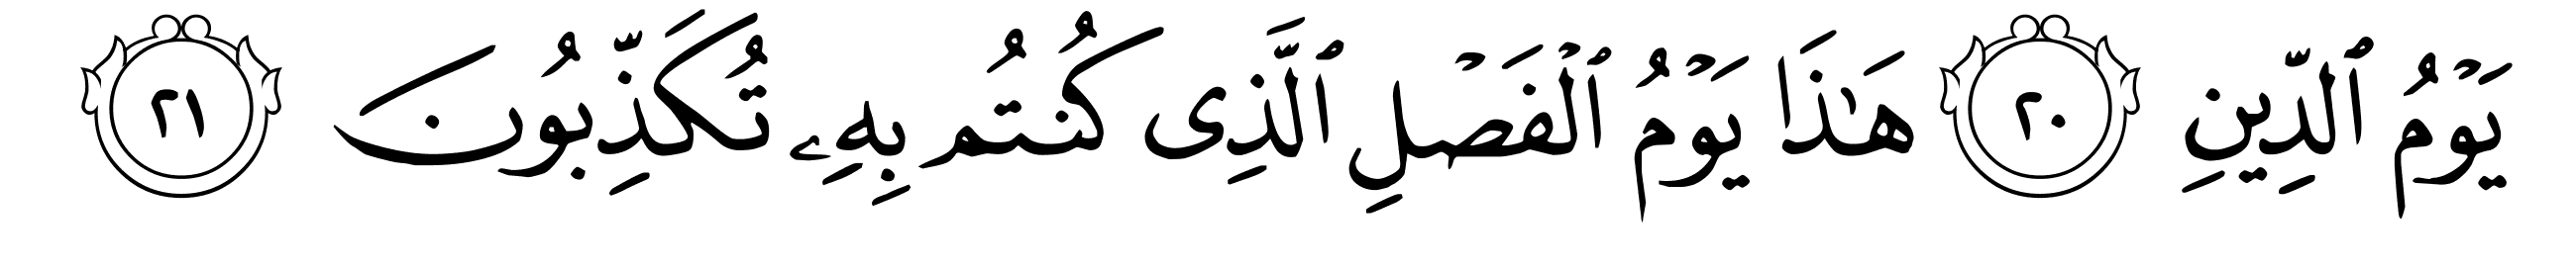 يَوۡمُ ٱلدِّينِ ٢٠ هَٰذَا يَوۡمُ ٱلۡفَصۡلِ ٱلَّذِى كُنتُم بِهِۦ تُكَذِّبُونَ ٢١